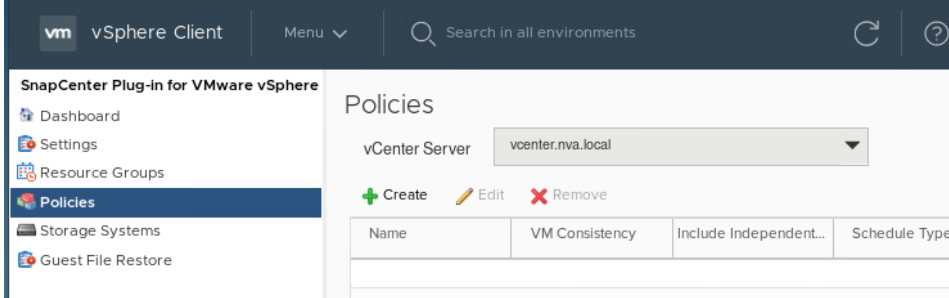 vm vSphere Client Menu Search in all environments
SnapCenter Plug-in for VMware vSphere
Dashboard
Settings
Resource Groups
Policies
Storage Systems
Guest File Restore
Policies
vCenter Server vcenter.nva.local
Create Edit Remove
Name VM Consistency Include Independent... Schedule Type